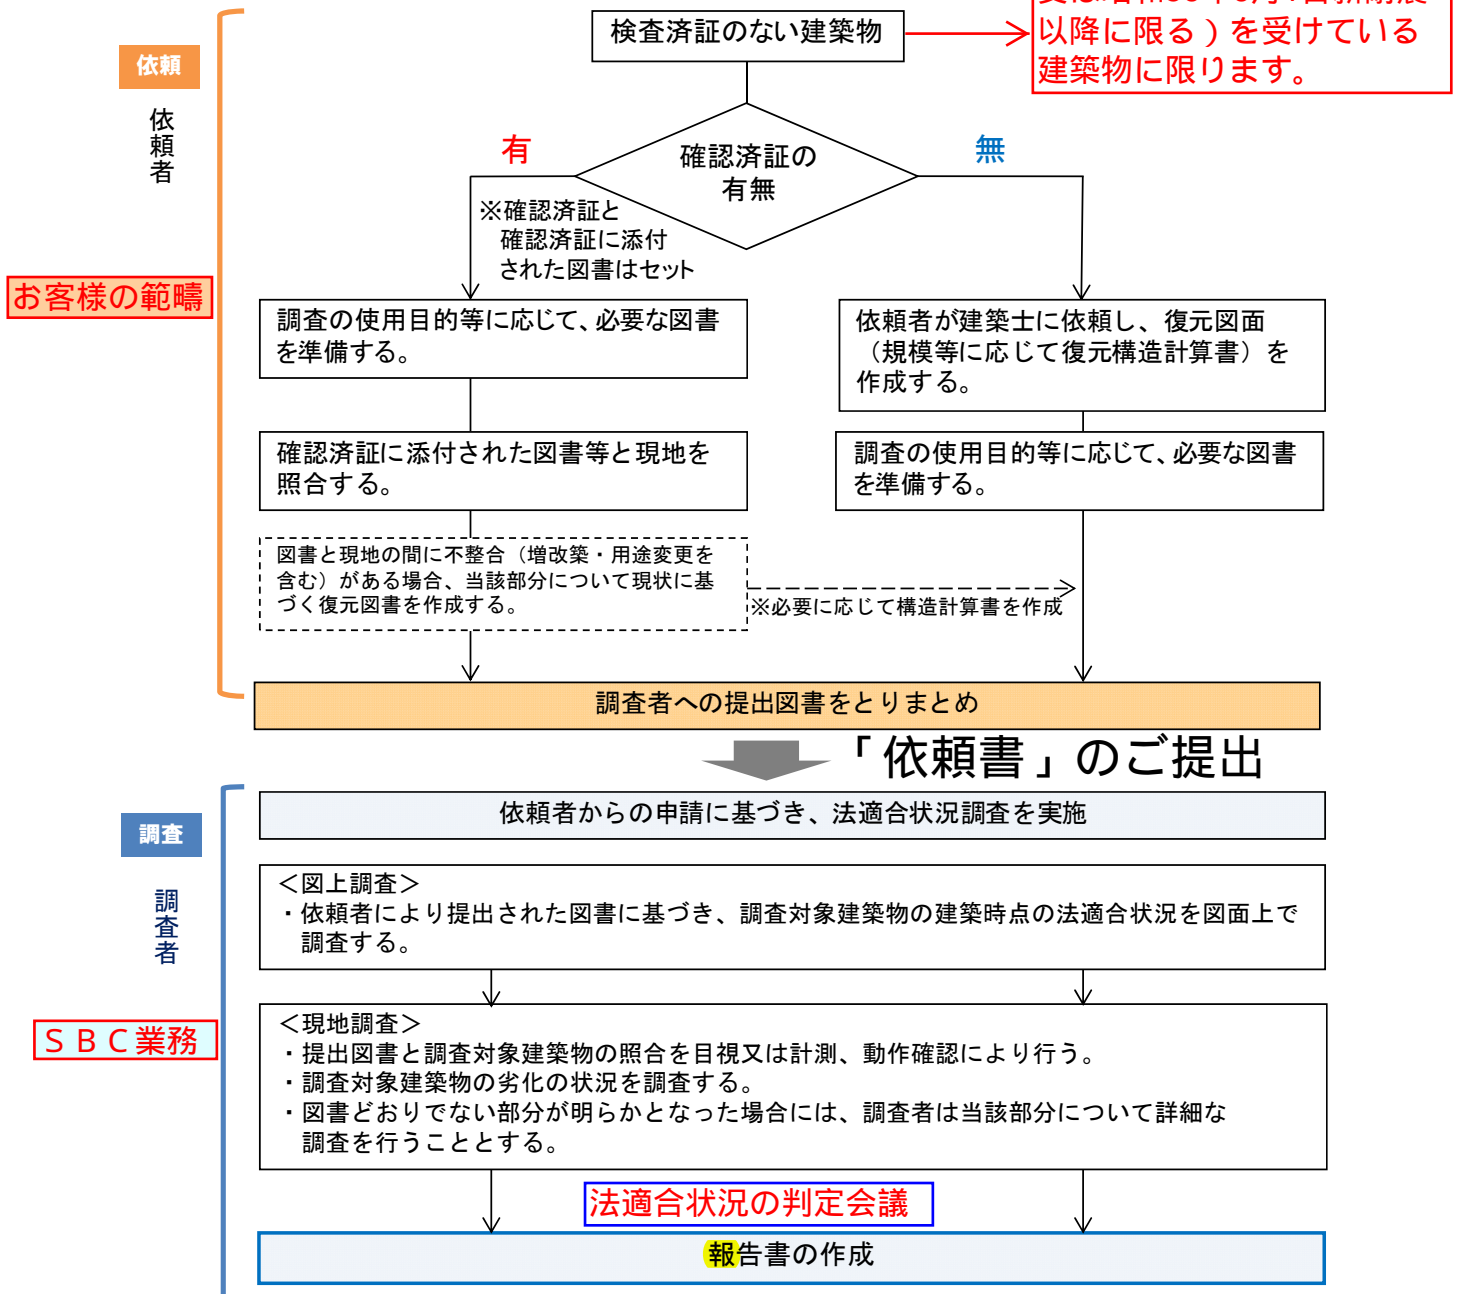 検査済証のない建築物
以降に限る）を受けている
建築物に限ります。
依頼
依頼者
お客様の範疇
確認済証の
有無
有
無
※確認済証と
確認済証に添付
された図書はセット
調査の使用目的等に応じて、必要な図書
を準備する。
依頼者が建築士に依頼し、復元図面
（規模等に応じて復元構造計算書）を
作成する。
確認済証に添付された図書等と現地を
照合する。
調査の使用目的等に応じて、必要な図書
を準備する。
図書と現地の間に不整合（増改築・用途変更を
含む）がある場合、当該部分について現状に基
づく復元図書を作成する。
※必要に応じて構造計算書を作成
調査者への提出図書をとりまとめ
「依頼書」のご提出
調査
調査者
ＳＢＣ業務
依頼者からの申請に基づき、法適合状況調査を実施
＜図上調査＞
・依頼者により提出された図書に基づき、調査対象建築物の建築時点の法適合状況を図面上で
調査する。
＜現地調査＞
・提出図書と調査対象建築物の照合を目視又は計測、動作確認により行う。
・調査対象建築物の劣化の状況を調査する。
・図書どおりでない部分が明らかとなった場合には、調査者は当該部分について詳細な
調査を行うこととする。
法適合状況の判定会議
報告書の作成